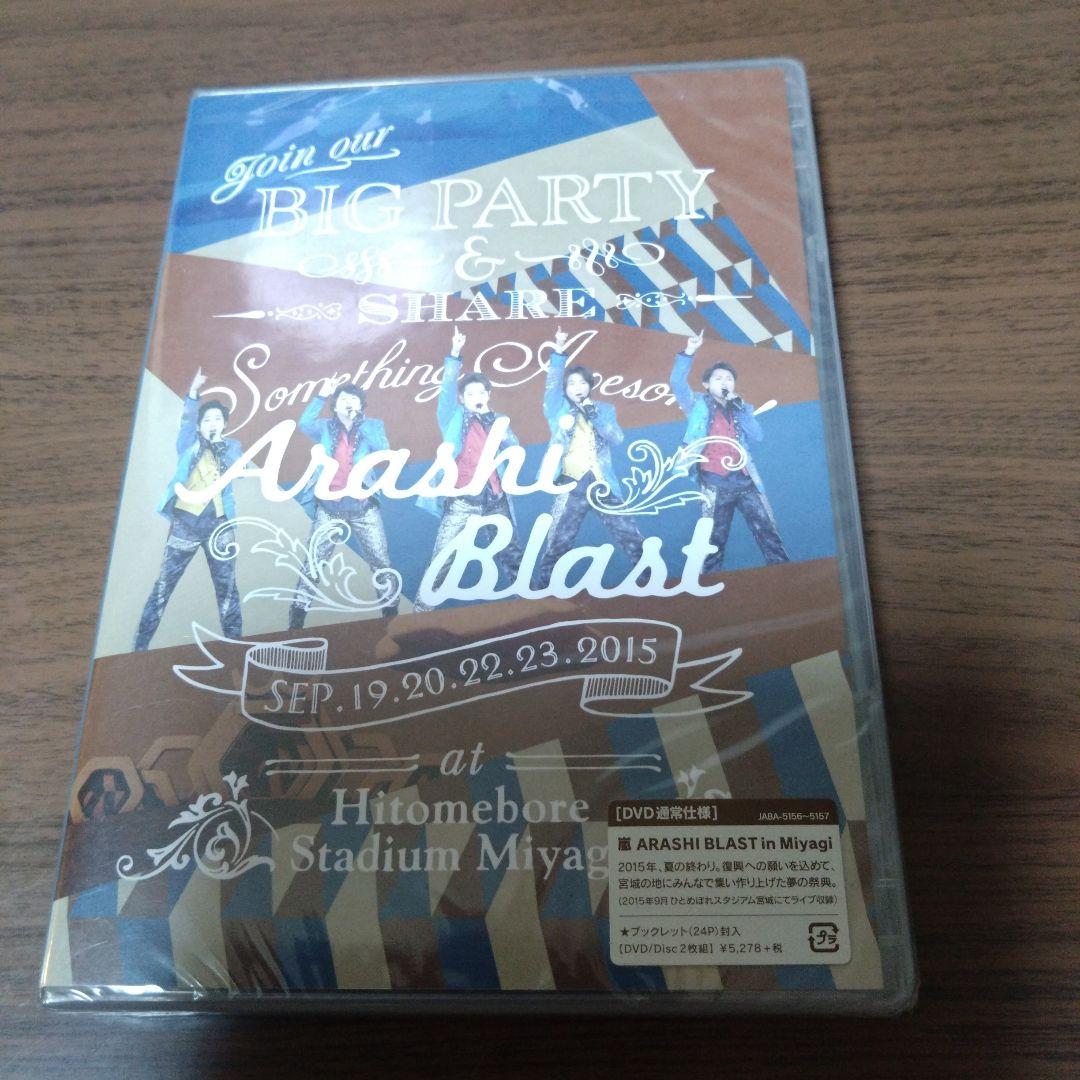 Join our
BIG PARTY
&
SHARE
Something Awesome!
Arashi
Blast
SEP.19.20.22.23.2015
at
Hitomebore
Stadium Miyagi
[DVD通常仕様] JABA-5156~5157
嵐 ARASHI BLAST in Miyagi
2015年、夏の終わり。復興への願いを込めて、
宮城の地にみんなで集い作り上げた夢の祭典。
(2015年9月 ひとめぼれスタジアム宮城にてライブ収録)
★ブックレット(24P)封入
[DVD/Disc 2枚組] ¥5,278+税
プラ